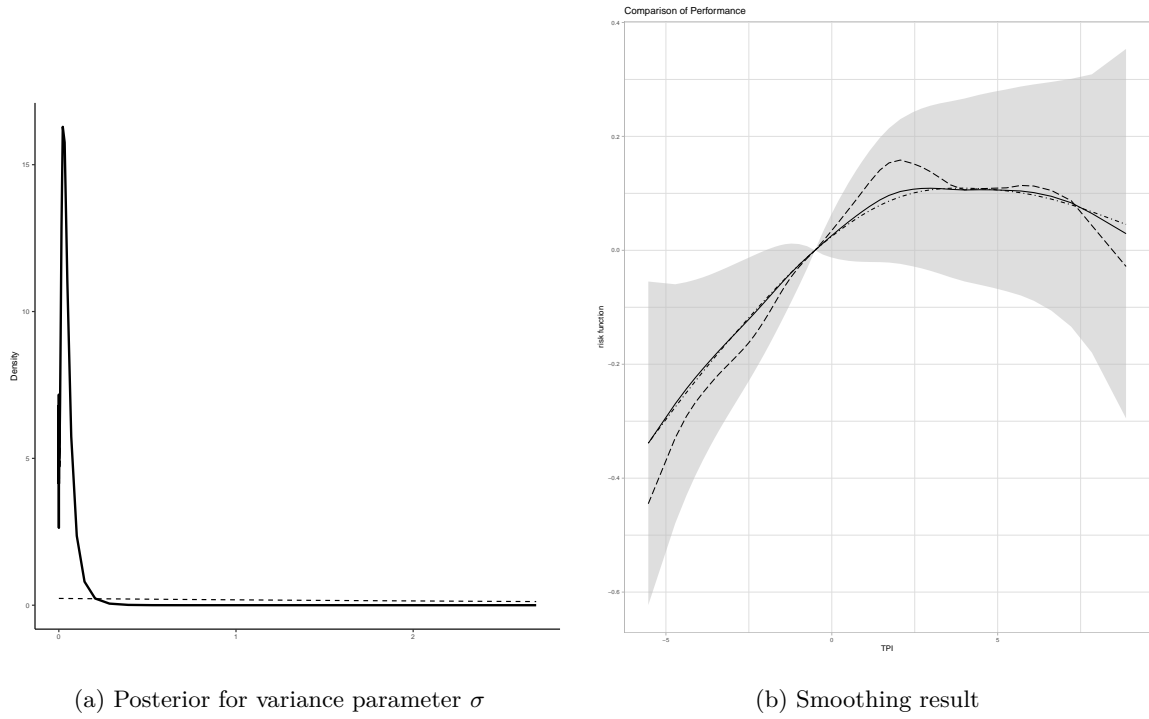 Density
15
10
5
0
0
1
2
(a) Posterior for variance parameter σ
Comparison of Performance
risk function
0.4
0.2
0.0
−0.2
−0.4
−0.6
−5
0
5
TPI
(b) Smoothing result